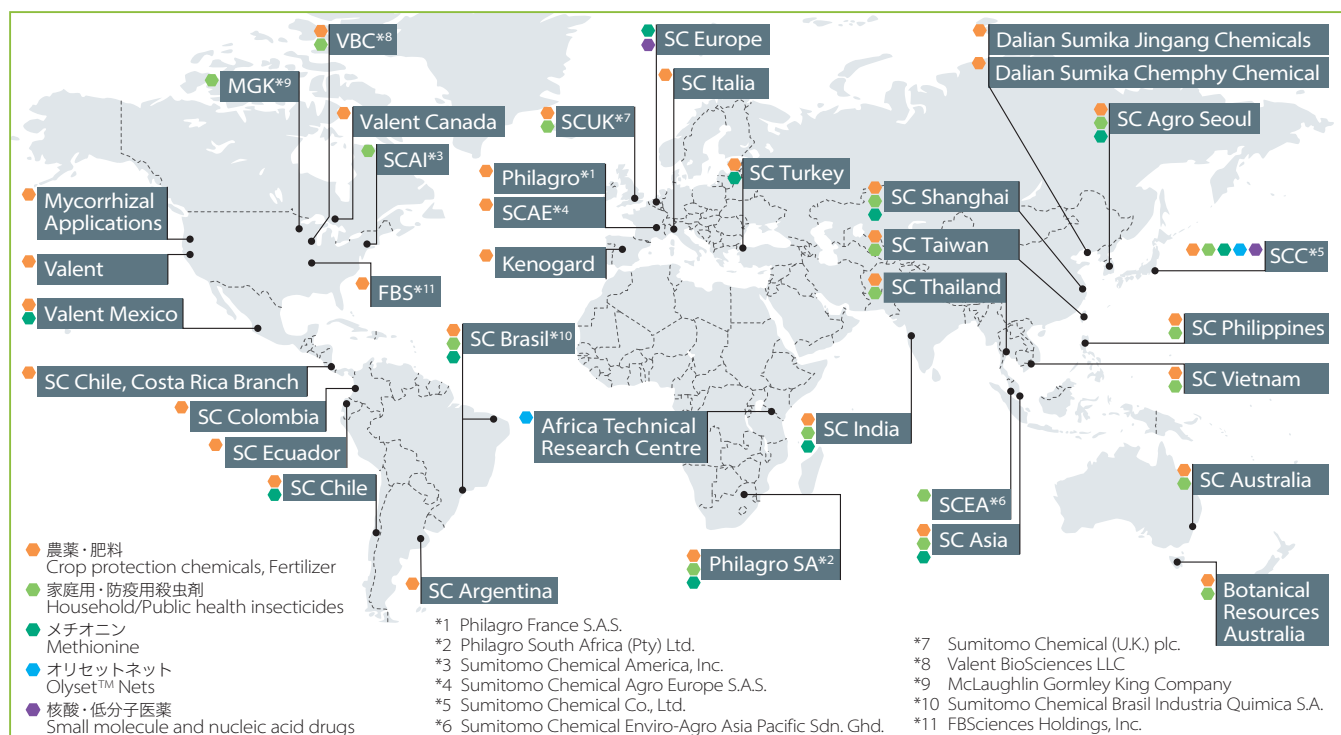 VBC*8
MGK*9
Valent Canada
SCAI*3
Mycorrhizal
Applications
Valent
FBS*11
Valent Mexico
SC Chile, Costa Rica Branch
SC Colombia
SC Ecuador
SC Chile
SC Argentina
SC Brasil*10
SC Europe
SC Italia
SCUK*7
Philagro*1
SCAE*4
Kenogard
SC Turkey
Africa Technical
Research Centre
Philagro SA*2
Dalian Sumika Jingang Chemicals
Dalian Sumika Chemphy Chemical
SC Agro Seoul
SC Shanghai
SC Taiwan
SC Thailand
SCC*5
SC Philippines
SC Vietnam
SC India
SCEA*6
SC Asia
SC Australia
Botanical
Resources
Australia
農薬・肥料
Crop protection chemicals, Fertilizer
家庭用・防疫用殺虫剤
Household/Public health insecticides
メチオニン
Methionine
オリセットネット
Olyset™ Nets
核酸・低分子医薬
Small molecule and nucleic acid drugs
*1 Philagro France S.A.S.
*2 Philagro South Africa (Pty) Ltd.
*3 Sumitomo Chemical America, Inc.
*4 Sumitomo Chemical Agro Europe S.A.S.
*5 Sumitomo Chemical Co., Ltd.
*6 Sumitomo Chemical Enviro-Agro Asia Pacific Sdn. Ghd.
*7 Sumitomo Chemical (U.K.) plc.
*8 Valent BioSciences LLC
*9 McLaughlin Gormley King Company
*10 Sumitomo Chemical Brasil Industria Quimica S.A.
*11 FBSciences Holdings, Inc.